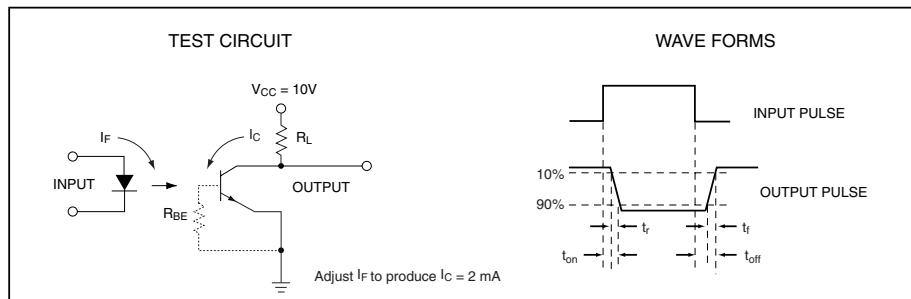 TEST CIRCUIT
WAVE FORMS
VCC = 10V
IF
IC
RL
INPUT
OUTPUT
RBE
Adjust IF to produce IC = 2 mA
INPUT PULSE
10%
OUTPUT PULSE
90%
tr
tf
ton
toff